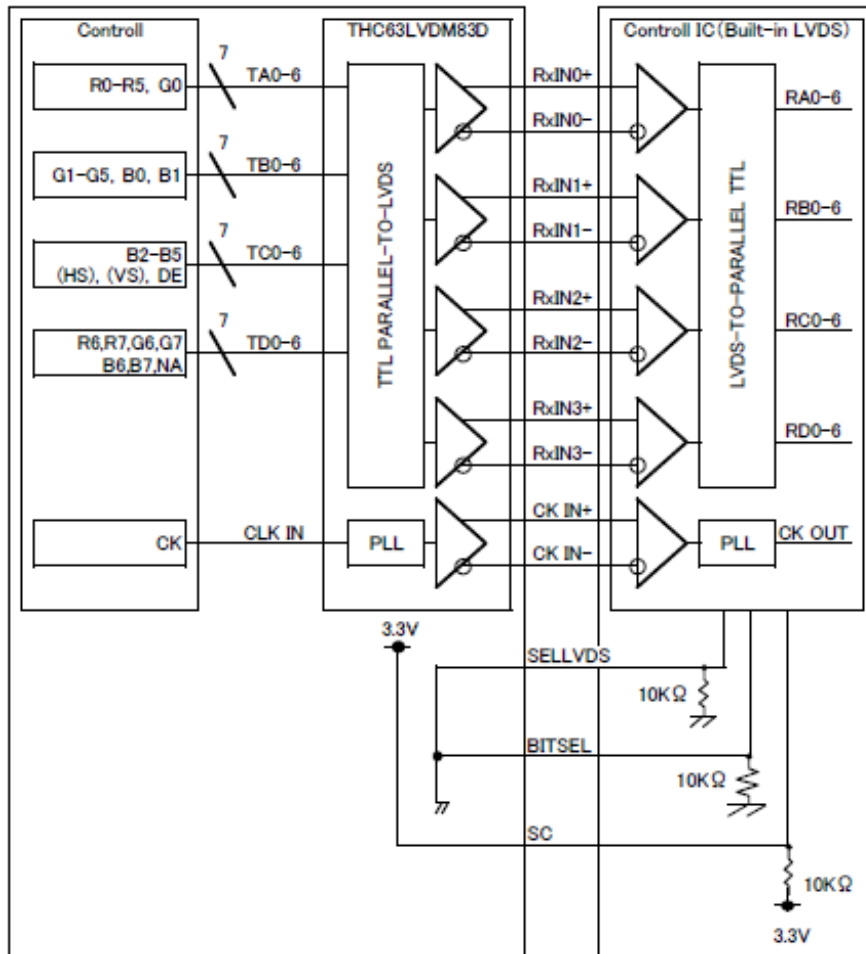 Controll
THC63LVDM83D
Controll IC(Built-in LVDS)
R0-R5, G0
7
TA0-6
RxIN0+
RxIN0-
RA0-6
G1-G5, B0, B1
7
TB0-6
RxIN1+
RxIN1-
RB0-6
B2-B5
(HS), (VS), DE
7
TC0-6
RxIN2+
RxIN2-
RC0-6
R6,R7,G6,G7
B6,B7,NA
7
TD0-6
RxIN3+
RxIN3-
RD0-6
TTL PARALLEL-TO-LVDS
LVDS-TO-PARALLEL TTL
CK
CLK IN
PLL
CK IN+
CK IN-
PLL
CK OUT
3.3V
SELLVDS
10KΩ
BITSEL
10KΩ
SC
10KΩ
3.3V